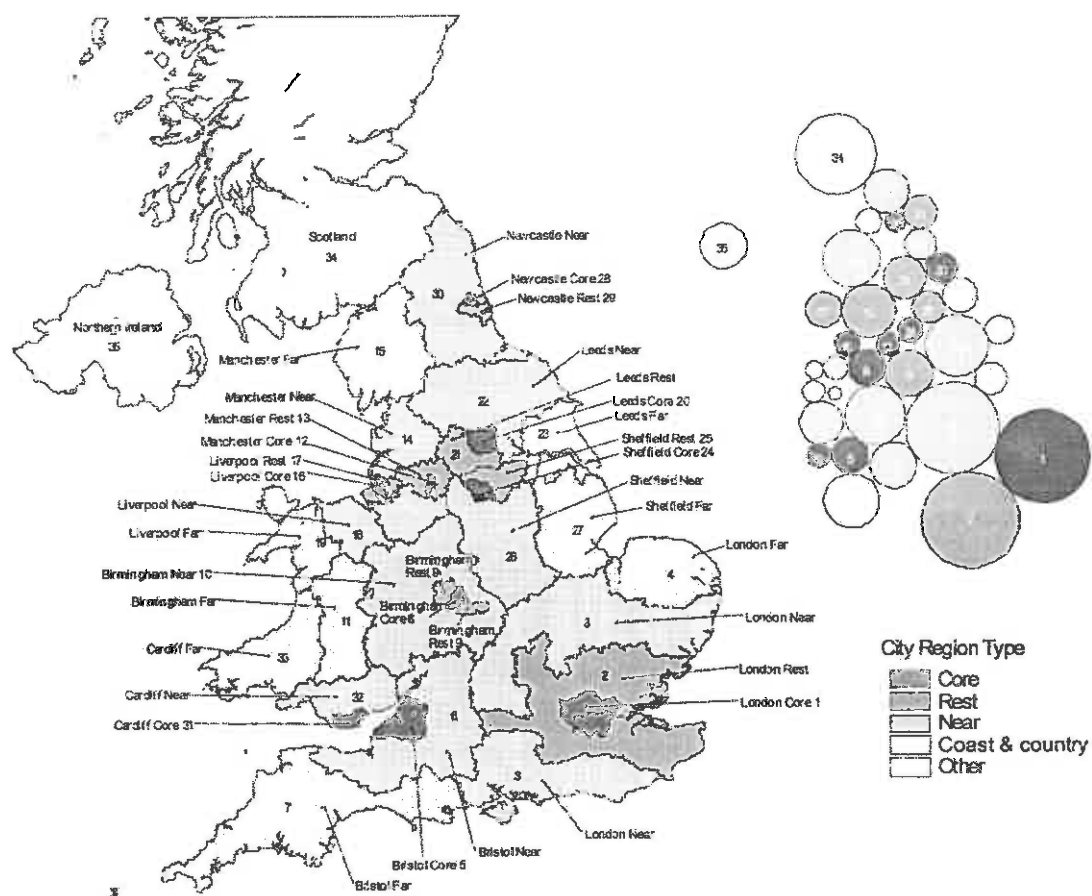 Scotland
34
Newcastle Near
30
Newcastle Core 28
Newcastle Rest 29
Northern Ireland
35
Manchester Far
15
Leeds Near
22
Leeds Rest
Leeds Core 20
Leeds Far
23
21
Manchester Near
14
Manchester Rest 13
Manchester Core 12
Liverpool Rest 17
Liverpool Core 16
Sheffield Rest 25
Sheffield Core 24
Sheffield Near
26
Sheffield Far
27
Liverpool Near
18
Liverpool Far
19
Birmingham Near 10
Birmingham
Rest 9
Birmingham
Core 8
Birmingham
Rest 9
Birmingham Far
11
London Far
4
London Near
3
London Rest
2
London Core 1
Cardiff Far
33
Cardiff Near
32
Cardiff Core 31
6
3
London Near
7
Bristol Near
Bristol Core 5
Bristol Far
34
35
City Region Type
Core
Rest
Near
Coast & country
Other